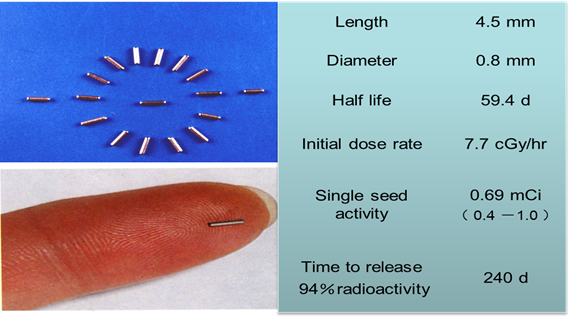 Length 4.5 mm
Diameter 0.8 mm
Half life 59.4 d
Initial dose rate 7.7 cGy/hr
Single seed activity 0.69 mCi
（0.4 －1.0）
Time to release 94%radioactivity 240 d